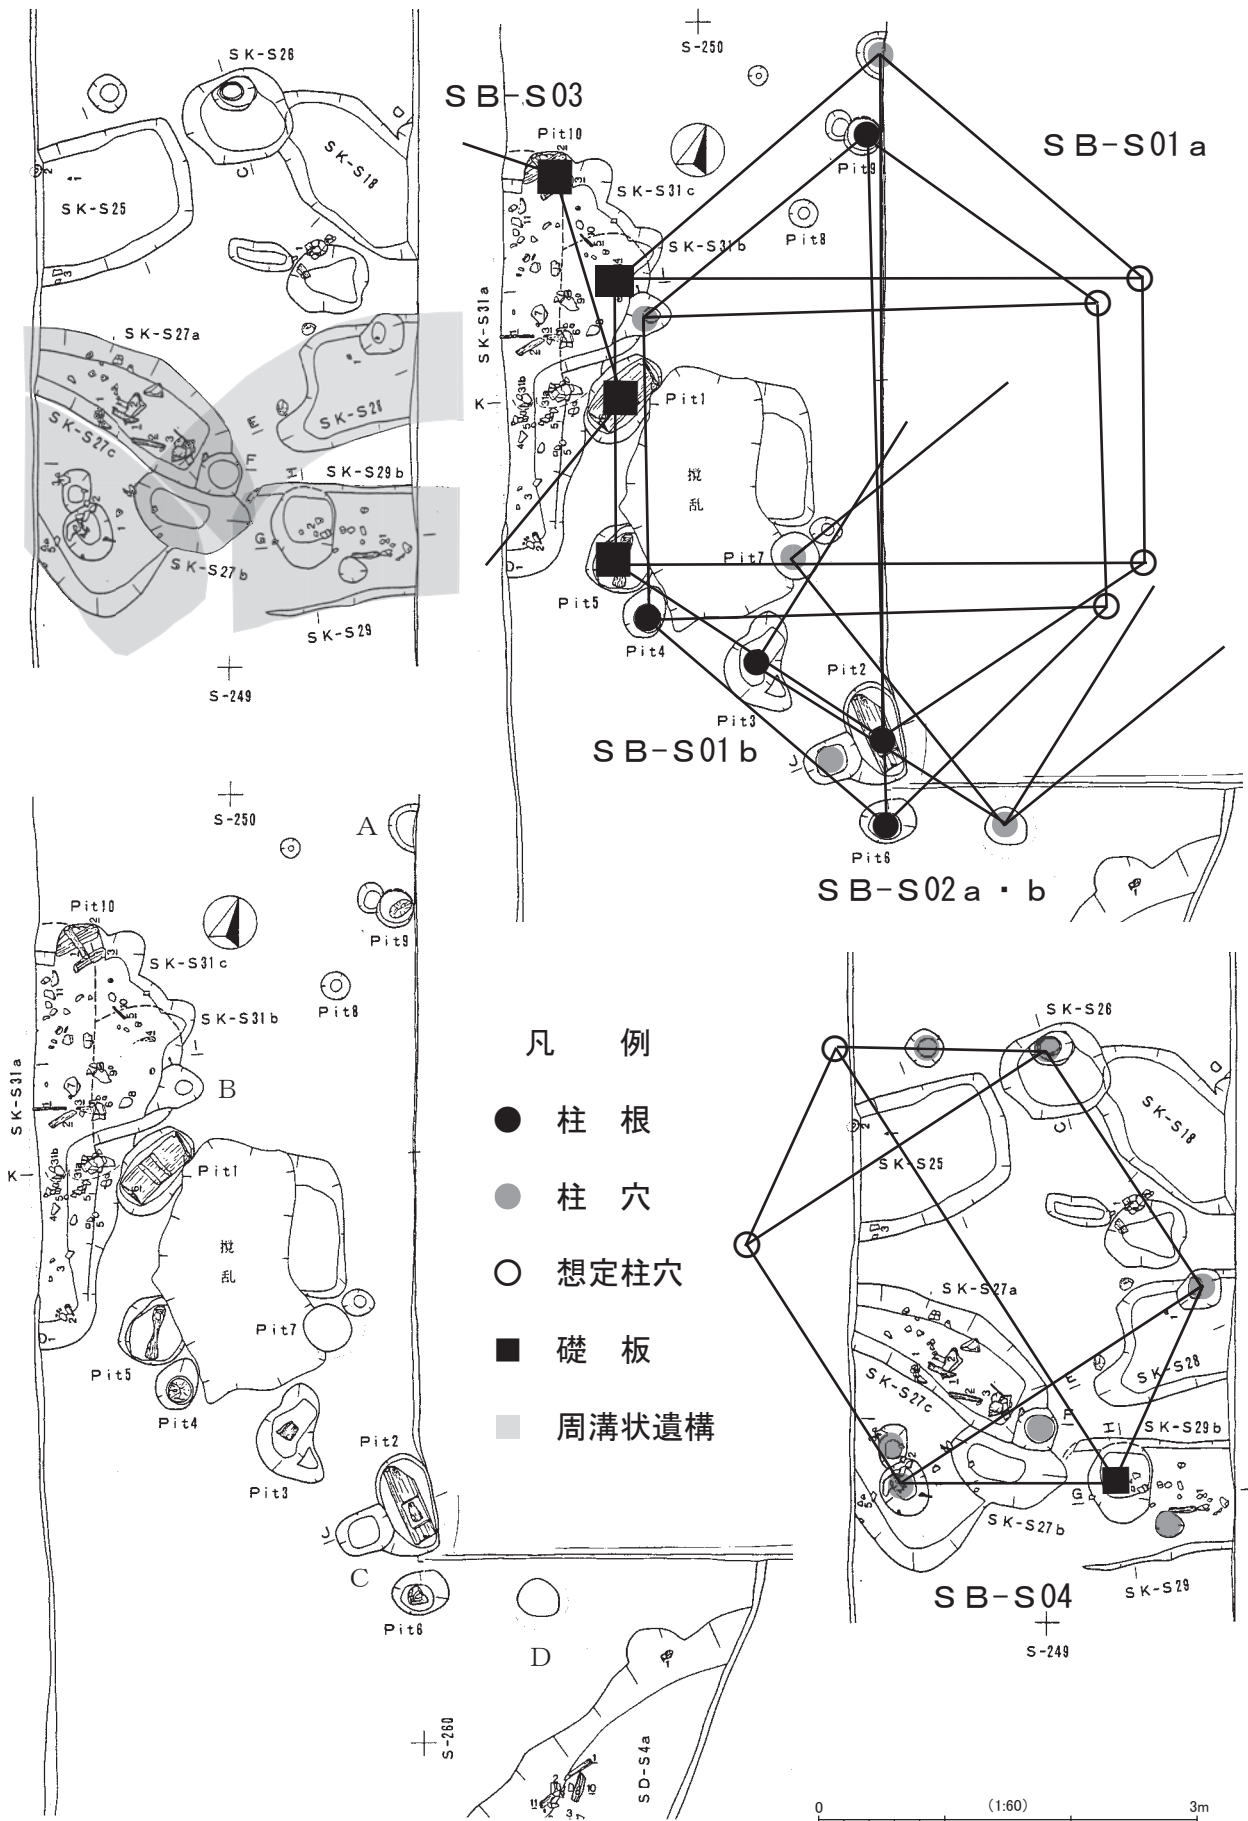 SK-S26
SK-S18
C
SK-S25
SK-S27a
SK-S27c
SK-S28
E
F
H
SK-S29b
G
I
SK-S27b
SK-S29
S-249
S-250
SB-S03
SB-S01a
Pit10
SK-S31c
SK-S31b
SK-S31a
Pit9
Pit8
K
Pit1
撹
乱
Pit7
Pit5
Pit4
Pit3
Pit2
J
SB-S01b
Pit6
SB-S02a・b
S-250
A
Pit10
SK-S31c
SK-S31b
SK-S31a
Pit9
Pit8
B
K
Pit1
撹
乱
Pit7
Pit5
Pit4
Pit3
Pit2
J
C
Pit6
D
S-260
SD-S4a
凡 例
柱 根
柱 穴
想定柱穴
礎 板
周溝状遺構
SK-S26
SK-S18
C
SK-S25
SK-S27a
SK-S27c
SK-S28
E
F
H
SK-S29b
G
I
SK-S27b
SK-S29
SB-S04
S-249
0 (1:60) 3m